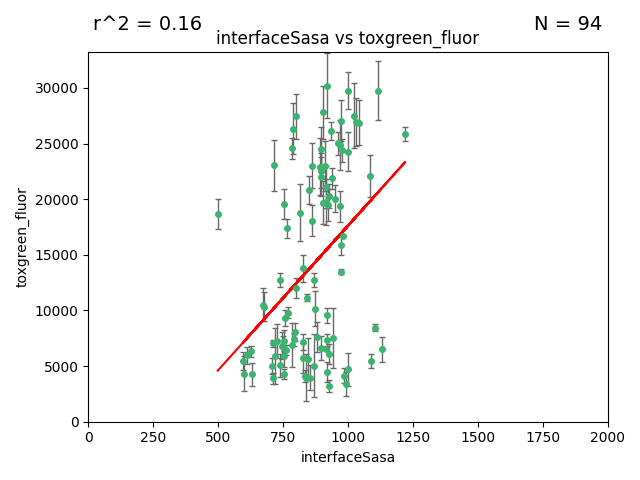 r^2 = 0.16
N = 94
interfaceSasa vs toxgreen_fluor
toxgreen_fluor
30000
25000
20000
15000
10000
5000
0
0 250 500 750 1000 1250 1500 1750 2000
interfaceSasa